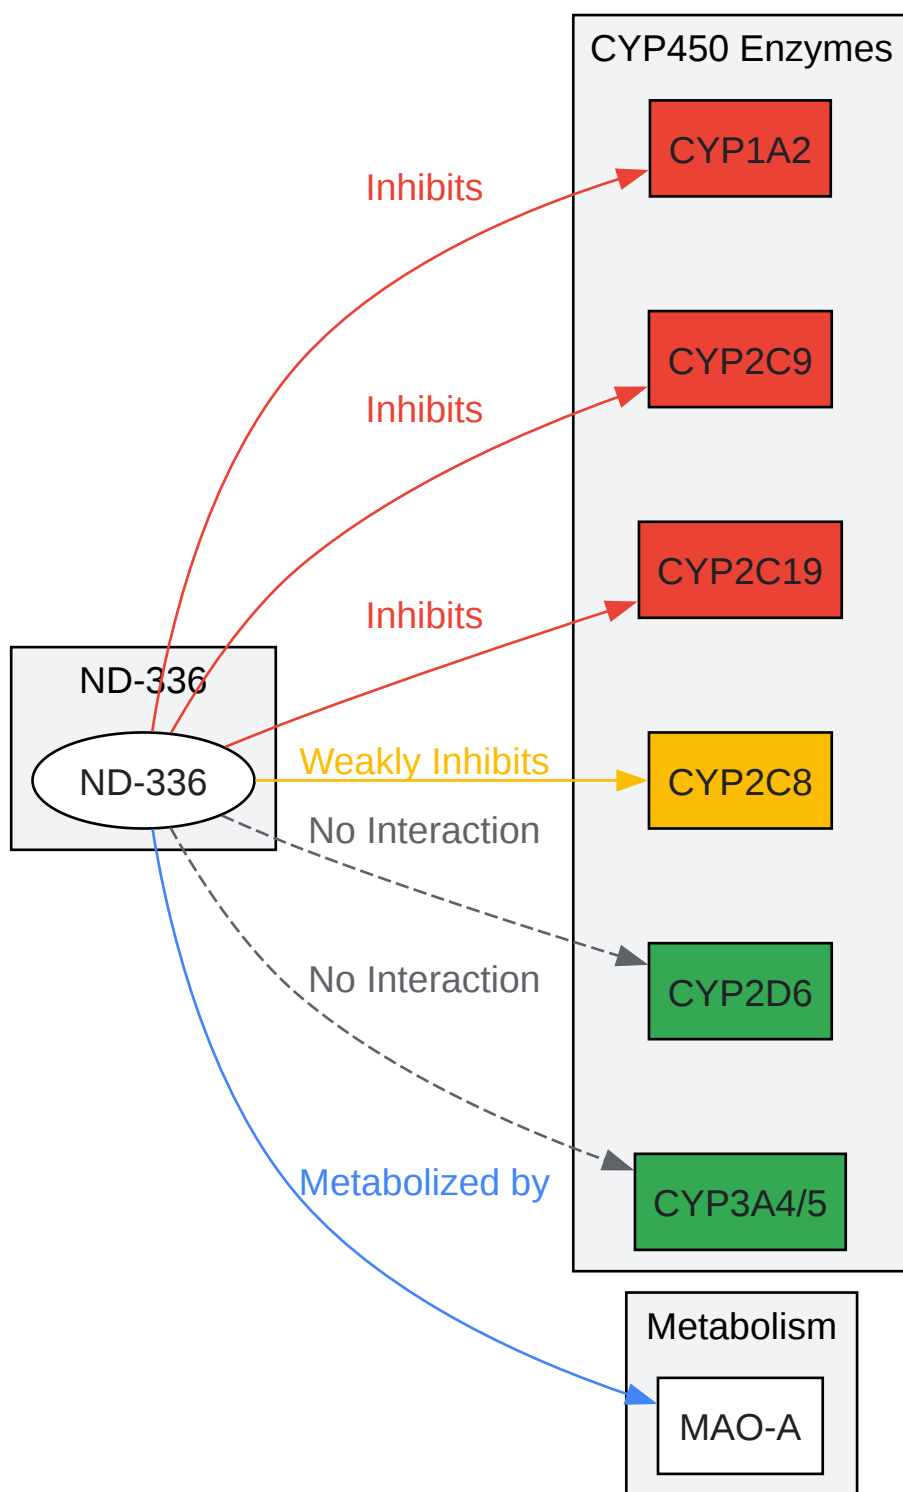 CYP450 Enzymes
CYP1A2
Inhibits
CYP2C9
Inhibits
CYP2C19
Inhibits
ND-336
ND-336
Weakly Inhibits
CYP2C8
No Interaction
CYP2D6
No Interaction
CYP3A4/5
Metabolized by
Metabolism
MAO-A